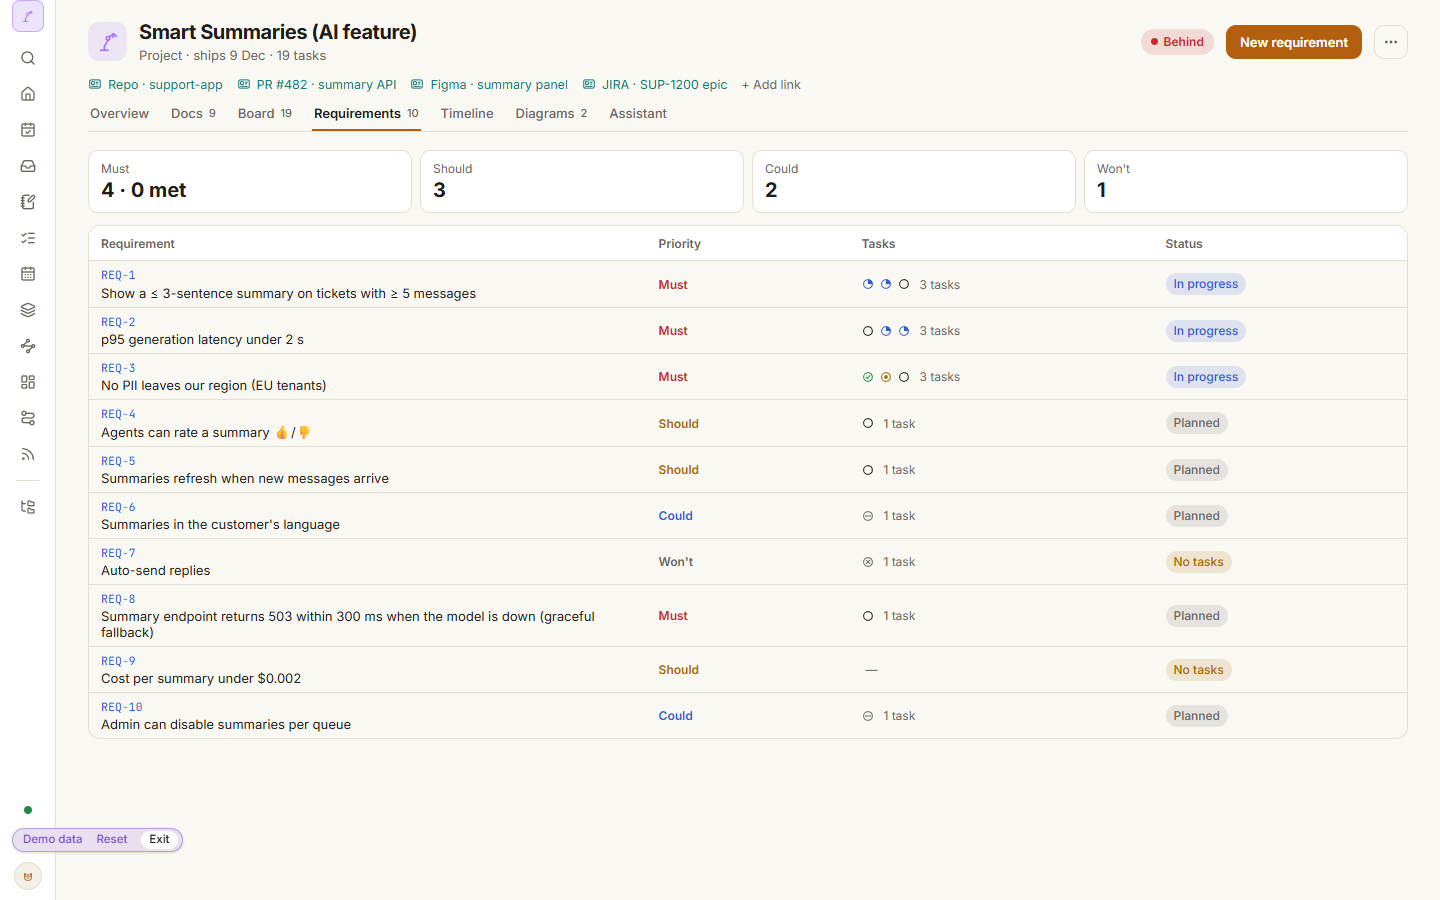 Smart Summaries (AI feature)
Project · ships 9 Dec · 19 tasks
Behind
New requirement
Repo · support-app
PR #482 · summary API
Figma · summary panel
JIRA · SUP-1200 epic
+ Add link
Overview
Docs 9
Board 19
Requirements 10
Timeline
Diagrams 2
Assistant
Must
4 · 0 met
Should
3
Could
2
Won't
1
Requirement Priority Tasks Status
REQ-1
Show a ≤ 3-sentence summary on tickets with ≥ 5 messages
Must
3 tasks
In progress
REQ-2
p95 generation latency under 2 s
Must
3 tasks
In progress
REQ-3
No PII leaves our region (EU tenants)
Must
3 tasks
In progress
REQ-4
Agents can rate a summary 👍/👎
Should
1 task
Planned
REQ-5
Summaries refresh when new messages arrive
Should
1 task
Planned
REQ-6
Summaries in the customer's language
Could
1 task
Planned
REQ-7
Auto-send replies
Won't
1 task
No tasks
REQ-8
Summary endpoint returns 503 within 300 ms when the model is down (graceful
fallback)
Must
1 task
Planned
REQ-9
Cost per summary under $0.002
Should
—
No tasks
REQ-10
Admin can disable summaries per queue
Could
1 task
Planned
Demo data Reset Exit